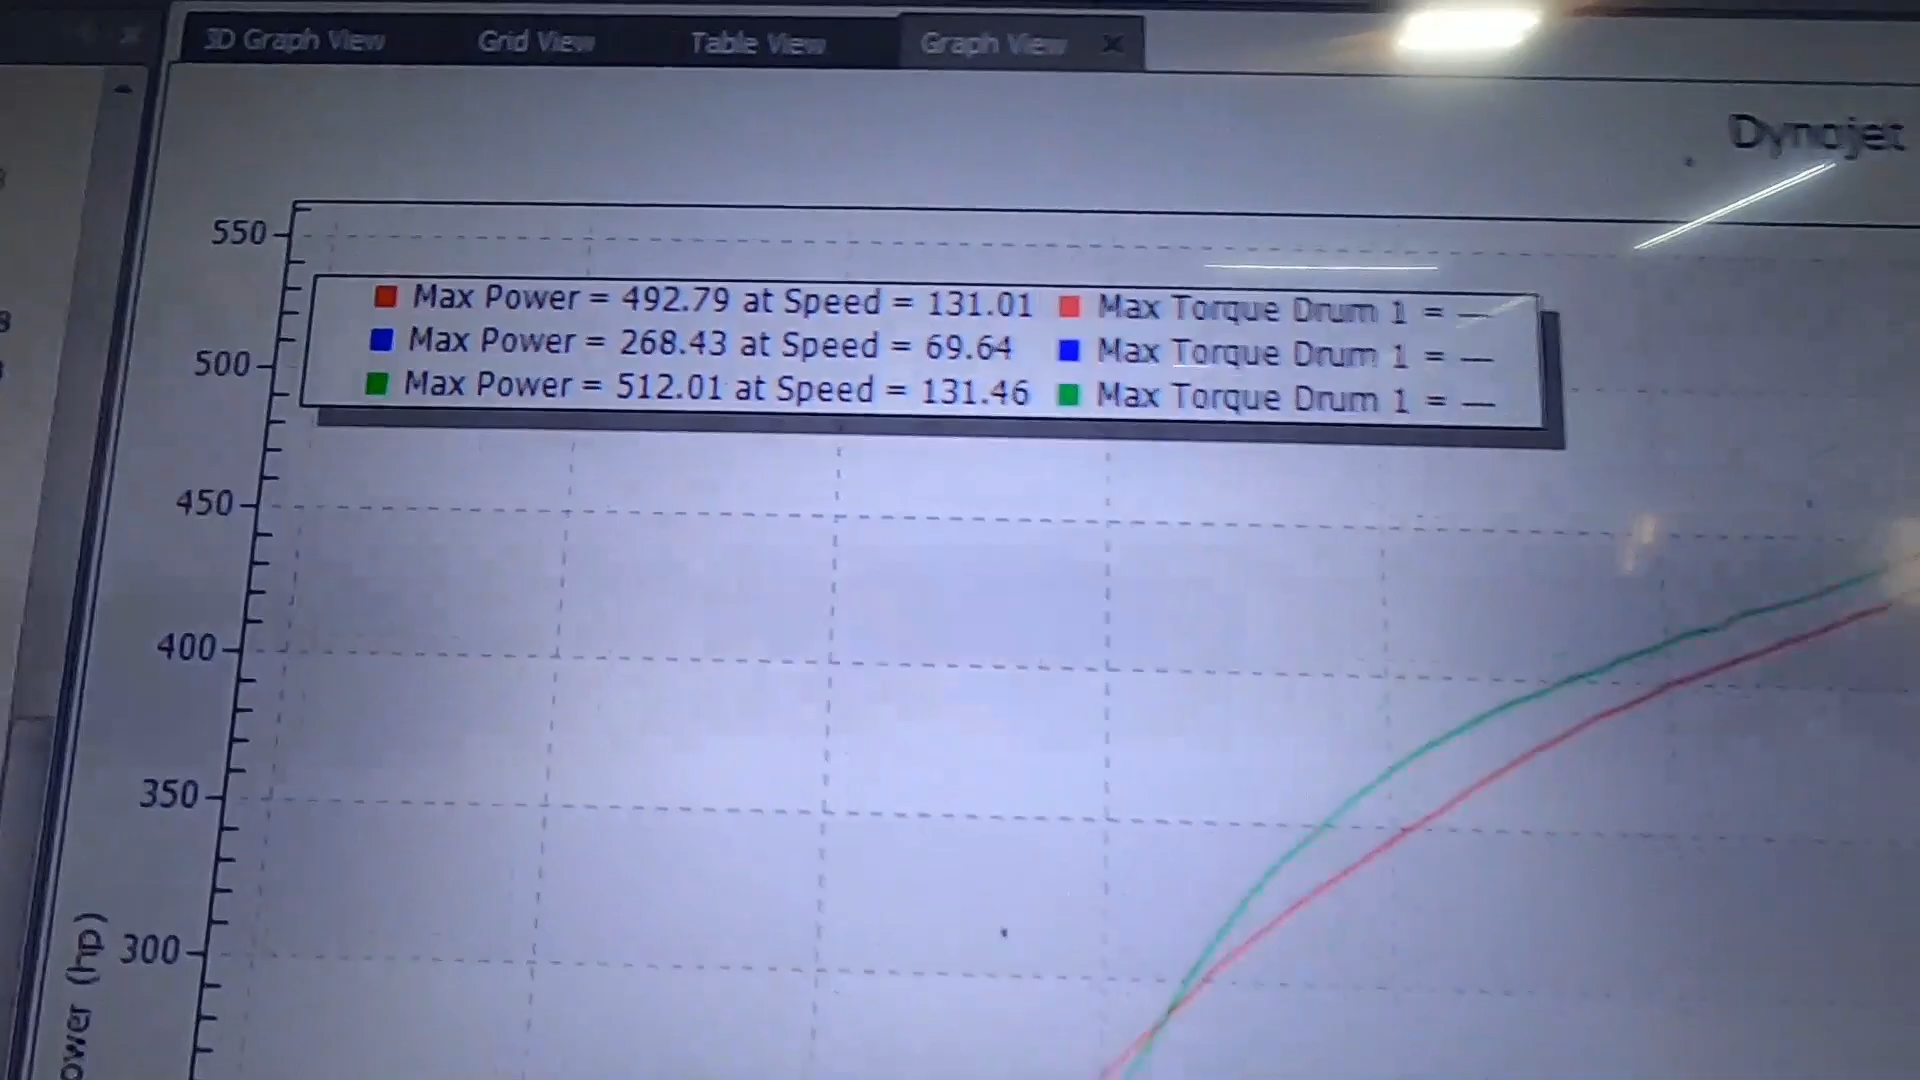 3D Graph View Grid View Table View Graph View
Dynojet
550
Max Power = 492.79 at Speed = 131.01 Max Torque Drum 1 = —
Max Power = 268.43 at Speed = 69.64 Max Torque Drum 1 = —
Max Power = 512.01 at Speed = 131.46 Max Torque Drum 1 = —
500
450
400
350
300
ower (hp)